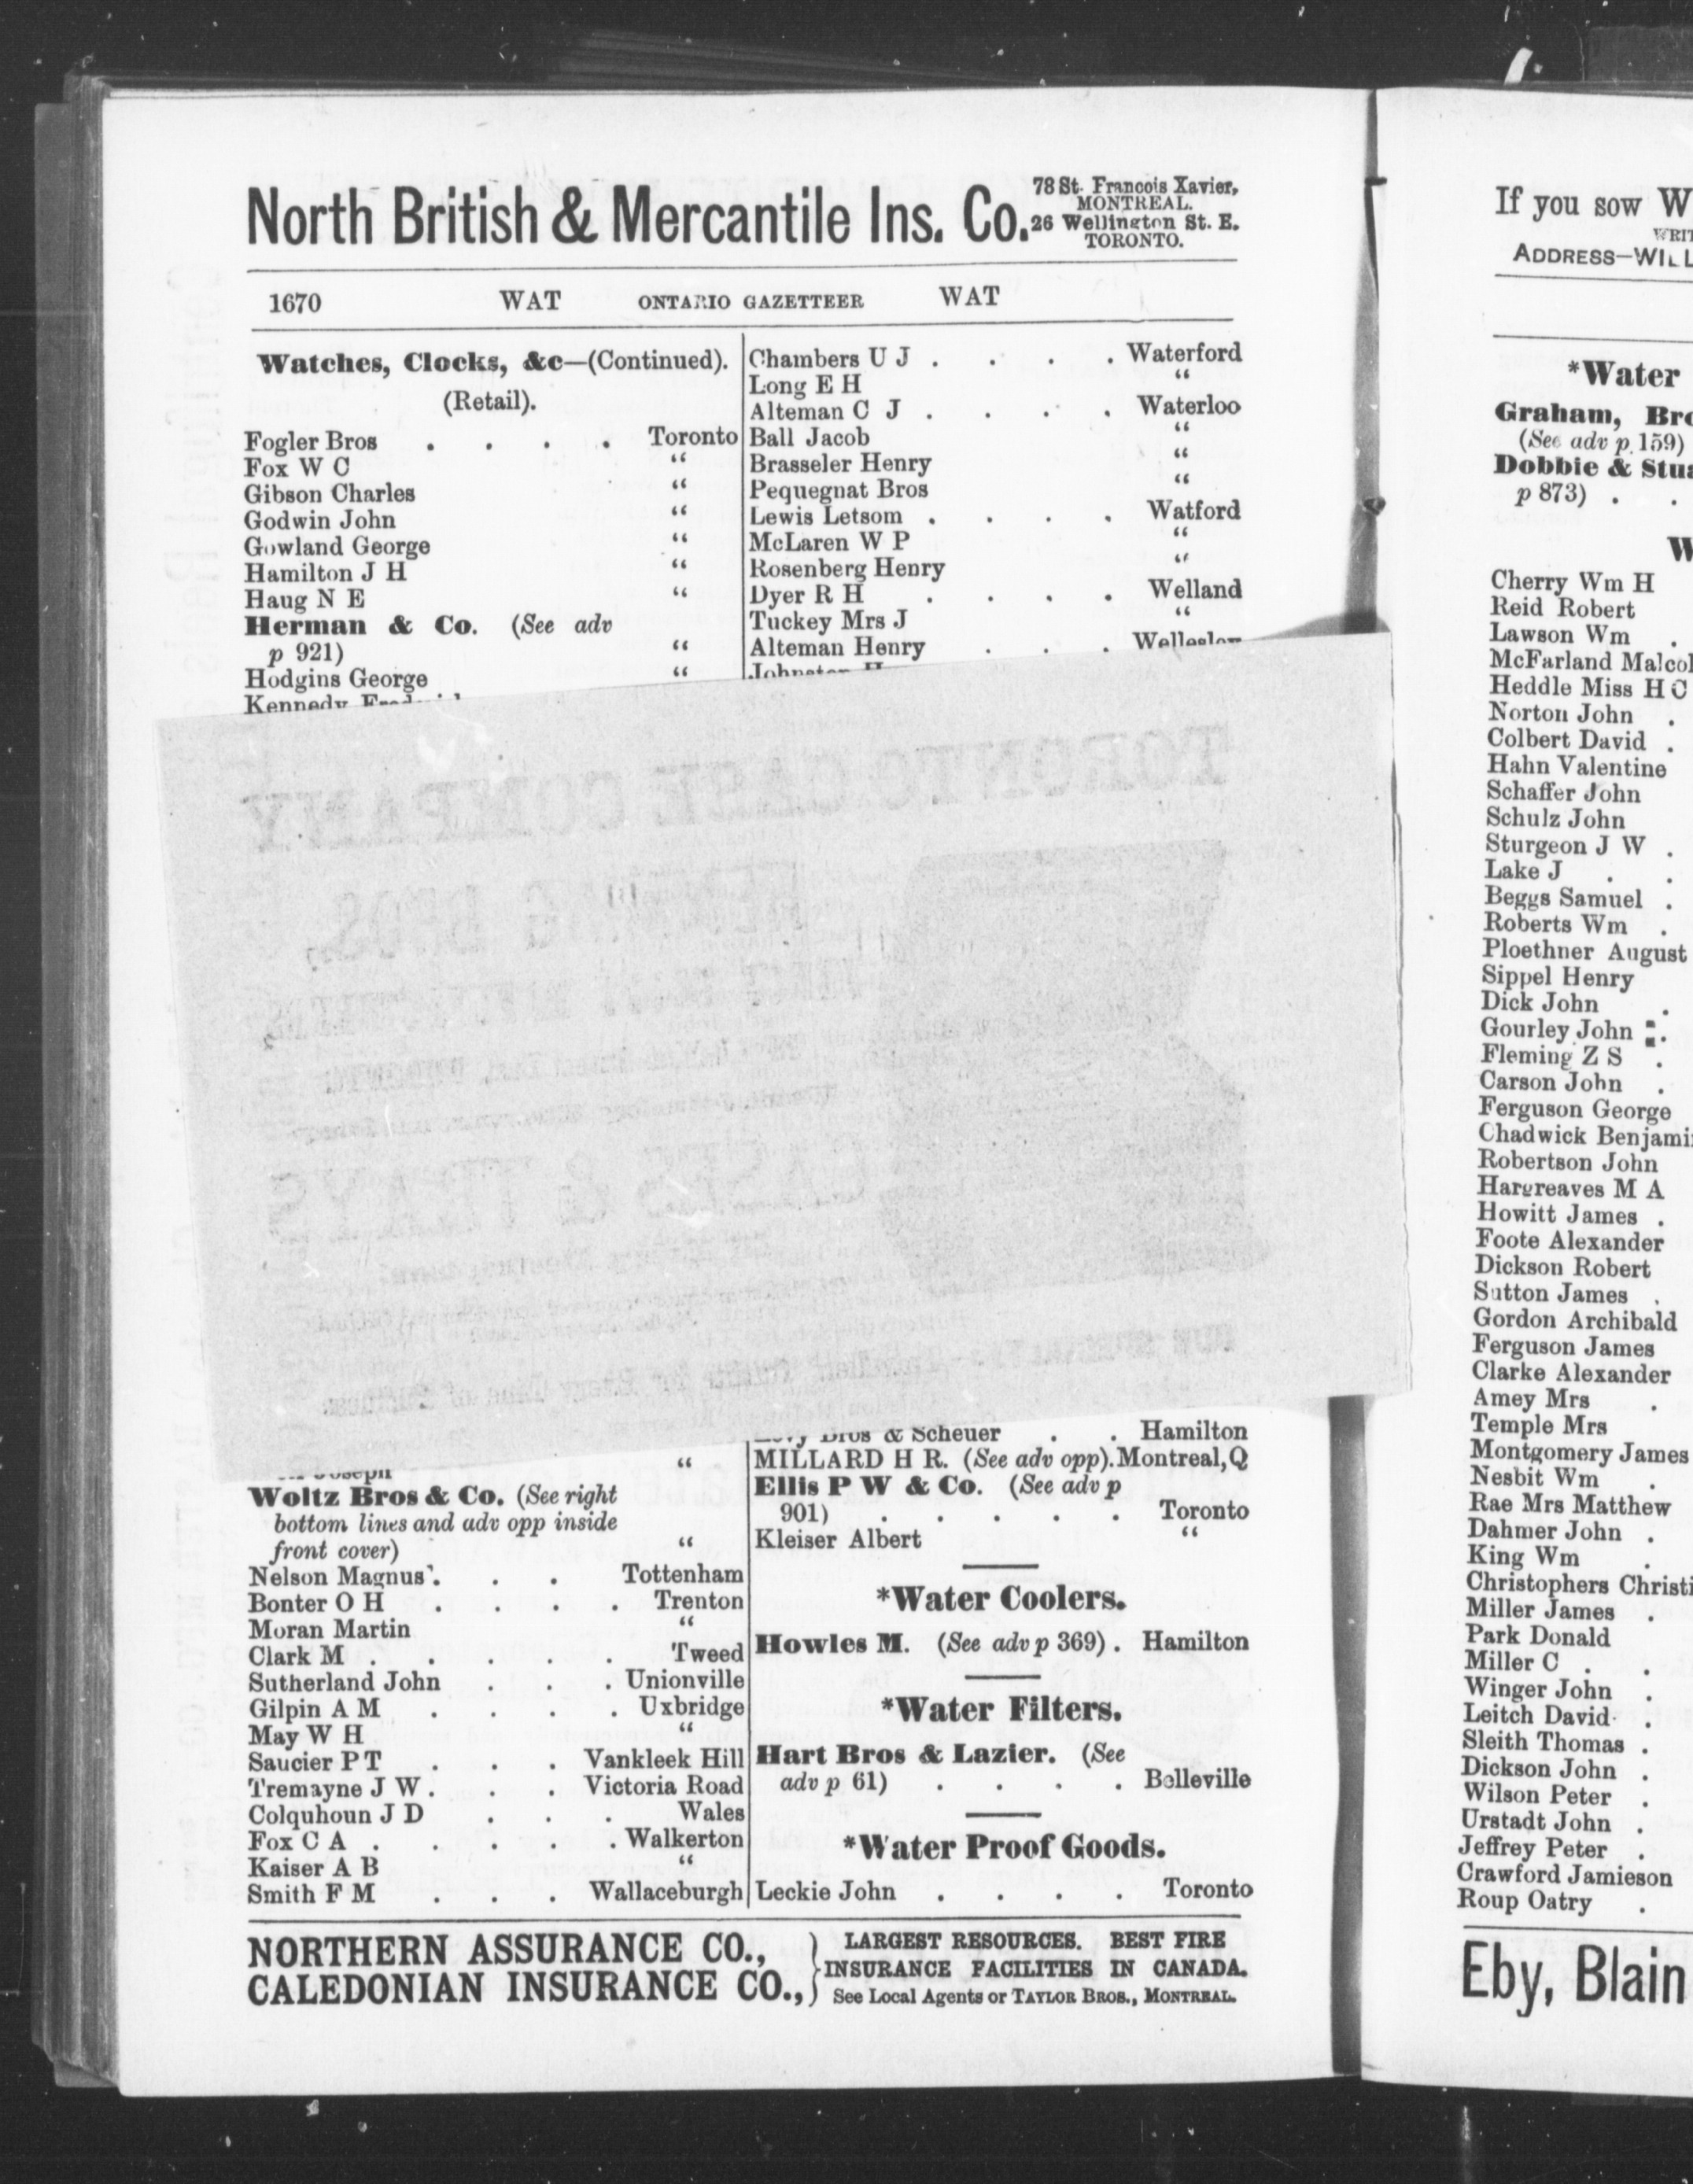 North British & Mercantile Ins. Co.
78 St. Francois Xavier,
MONTREAL.
26 Wellington St. E.
TORONTO.
1670 WAT ONTARIO GAZETTEER WAT
Watches, Clocks, &c—(Continued).
(Retail).
Fogler Bros . . . . Toronto
Fox W C "
Gibson Charles "
Godwin John "
Gowland George "
Hamilton J H "
Haug N E "
Herman & Co. (See adv
p 921) "
Hodgins George "
Kennedy
Joseph "
Woltz Bros & Co. (See right
bottom lines and adv opp inside
front cover) "
Nelson Magnus . . . Tottenham
Bonter O H . . . . Trenton
Moran Martin "
Clark M . . . . . Tweed
Sutherland John . . . Unionville
Gilpin A M . . . . Uxbridge
May W H "
Saucier P T . . . Vankleek Hill
Tremayne J W . . . Victoria Road
Colquhoun J D . . . Wales
Fox C A . . . . . Walkerton
Kaiser A B "
Smith F M . . . Wallaceburgh
Chambers U J . . . . Waterford
Long E H "
Alteman C J . . . . Waterloo
Ball Jacob "
Brasseler Henry "
Pequegnat Bros "
Lewis Letsom . . . . Watford
McLaren W P "
Rosenberg Henry "
Dyer R H . . . . Welland
Tuckey Mrs J "
Alteman Henry . . . Wellesley
Bros & Scheuer . . Hamilton
MILLARD H R. (See adv opp). Montreal, Q
Ellis P W & Co. (See adv p
901) . . . . . Toronto
Kleiser Albert "
*Water Coolers.
Howles M. (See adv p 369) . Hamilton
*Water Filters.
Hart Bros & Lazier. (See
adv p 61) . . . . Belleville
*Water Proof Goods.
Leckie John . . . . Toronto
NORTHERN ASSURANCE CO.,
CALEDONIAN INSURANCE CO.,
LARGEST RESOURCES. BEST FIRE
INSURANCE FACILITIES IN CANADA.
See Local Agents or TAYLOR BROS., MONTREAL.
If you sow W
ADDRESS—WILL
*Water
Graham, Bro
(See adv p 159)
Dobbie & Stua
p 873) . .
W
Cherry Wm H
Reid Robert
Lawson Wm .
McFarland Malcol
Heddle Miss H C
Norton John .
Colbert David .
Hahn Valentine
Schaffer John
Schulz John
Sturgeon J W .
Lake J . .
Beggs Samuel .
Roberts Wm .
Ploethner August
Sippel Henry
Dick John .
Gourley John .
Fleming Z S .
Carson John .
Ferguson George
Chadwick Benjami
Robertson John
Hargreaves M A
Howitt James .
Foote Alexander
Dickson Robert
Sutton James .
Gordon Archibald
Ferguson James
Clarke Alexander
Amey Mrs .
Temple Mrs
Montgomery James
Nesbit Wm .
Rae Mrs Matthew
Dahmer John .
King Wm .
Christophers Christi
Miller James .
Park Donald
Miller C . .
Winger John .
Leitch David .
Sleith Thomas .
Dickson John .
Wilson Peter .
Urstadt John .
Jeffrey Peter .
Crawford Jamieson
Roup Oatry .
Eby, Blain